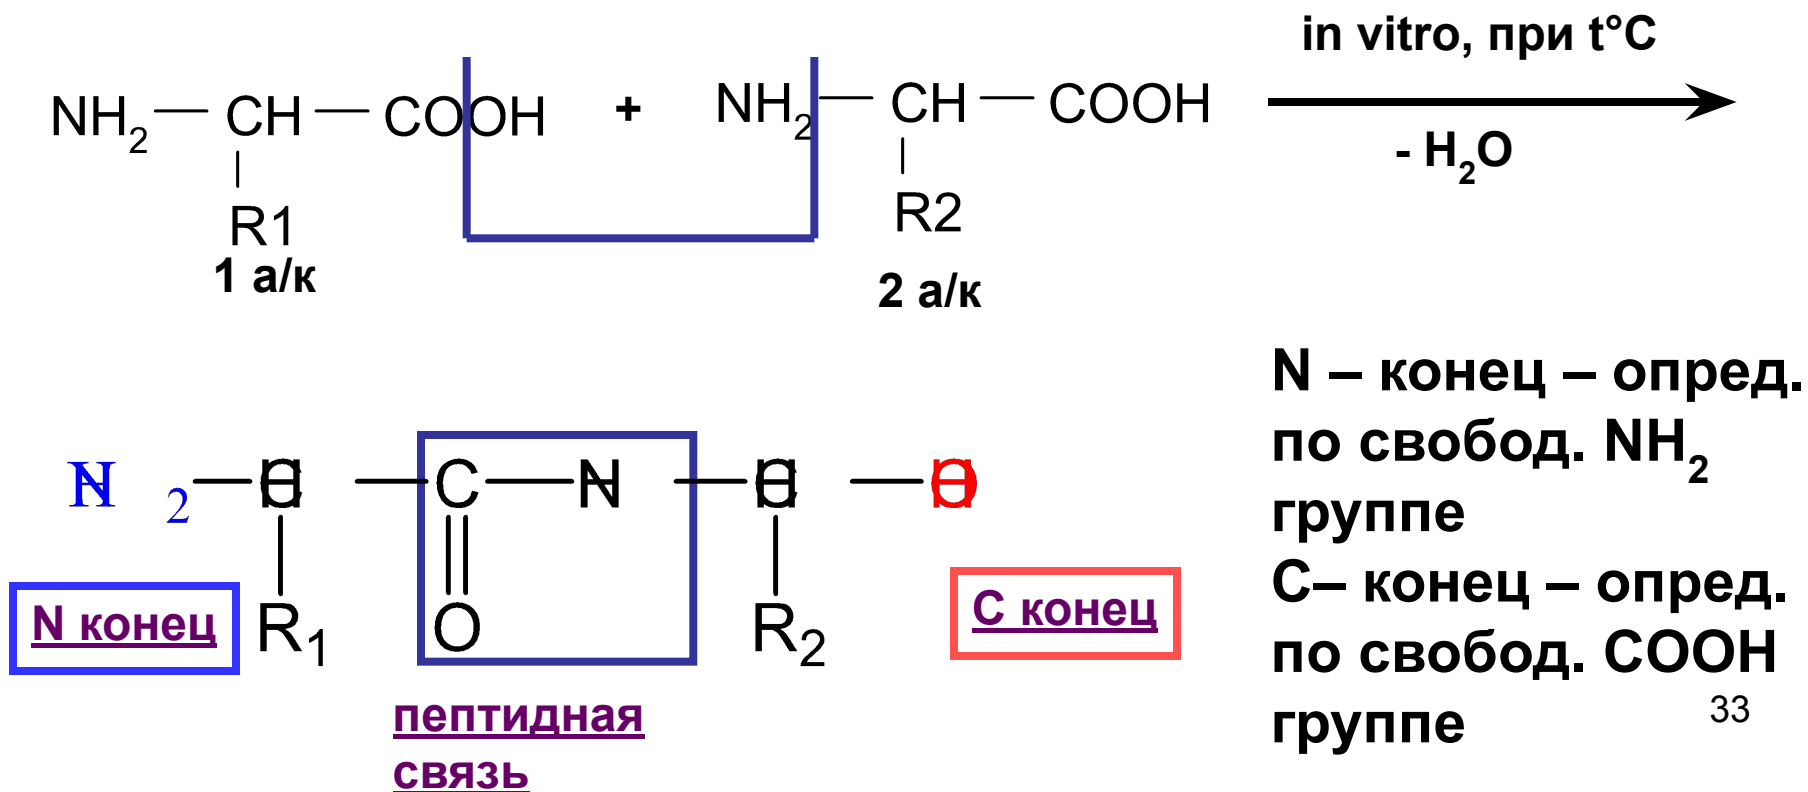 in vitro, при t°C
NH2 — CH — COOH + NH2 — CH — COOH
- H2O
R1 R2
1 а/к 2 а/к
N – конец – опред.
по свобод. NH2
группе
С– конец – опред.
по свобод. COOH
группе
2 C N
O
R1 R2
N конец
С конец
пептидная
связь
33